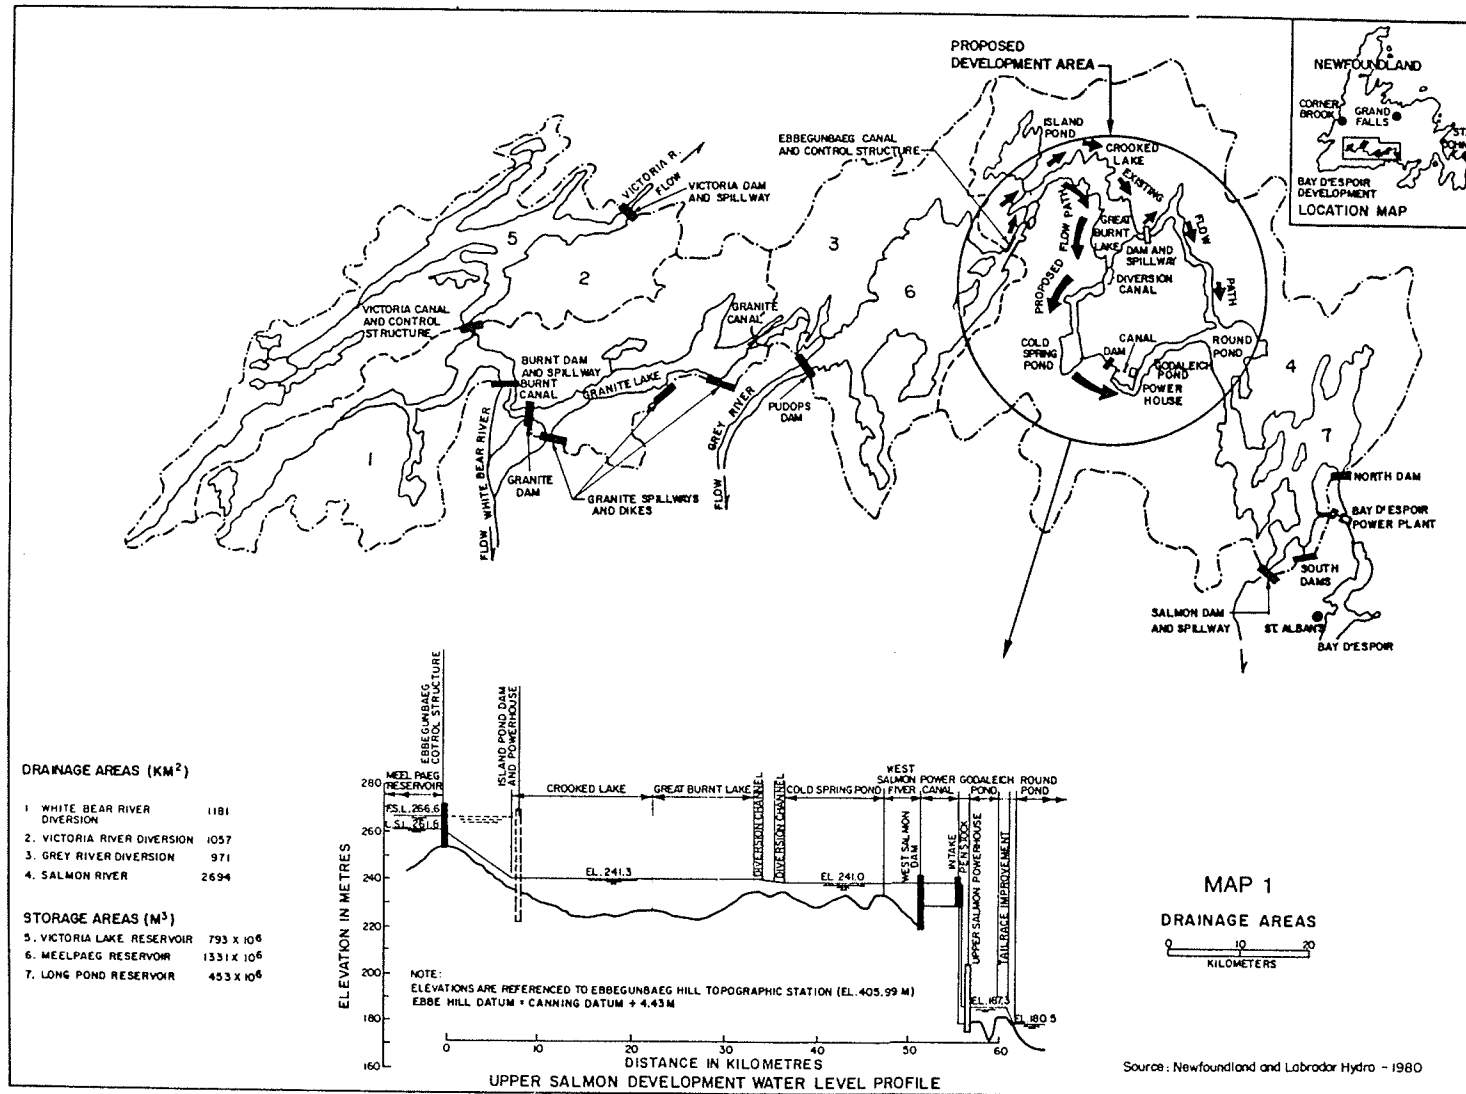 PROPOSED
DEVELOPMENT AREA
NEWFOUNDLAND
CORNER
BROOK
GRAND
FALLS
BAY D'ESPOIR
DEVELOPMENT
LOCATION MAP
ISLAND
POND
CROOKED
LAKE
EBBEGUNBAEG CANAL
AND CONTROL STRUCTURE
EXISTING
FLOW
PATH
PROPOSED FLOW PATH
GREAT
BURNT
LAKE
DAM AND
SPILLWAY
DIVERSION
CANAL
COLD
SPRING
POND
DAM
CANAL
GODALEICH
POND
POWER
HOUSE
ROUND
POND
VICTORIA R.
FLOW
VICTORIA DAM
AND SPILLWAY
5
2
3
6
4
1
7
VICTORIA CANAL
AND CONTROL
STRUCTURE
BURNT DAM
AND SPILLWAY
BURNT
CANAL
GRANITE
CANAL
GRANITE LAKE
PUDOPS
DAM
GREY RIVER
FLOW
WHITE BEAR RIVER
FLOW
GRANITE
DAM
GRANITE SPILLWAYS
AND DIKES
NORTH DAM
BAY D'ESPOIR
POWER PLANT
SOUTH
DAMS
SALMON DAM
AND SPILLWAY
ST. ALBANS
BAY D'ESPOIR
DRAINAGE AREAS (KM²)
1 WHITE BEAR RIVER 1181
DIVERSION
2. VICTORIA RIVER DIVERSION 1057
3. GREY RIVER DIVERSION 971
4. SALMON RIVER 2694
STORAGE AREAS (M³)
5. VICTORIA LAKE RESERVOIR 793 X 10⁶
6. MEELPAEG RESERVOIR 1331 X 10⁶
7. LONG POND RESERVOIR 453 X 10⁶
EBBEGUNBAEG
COTROL STRUCTURE
ISLAND POND DAM
AND POWERHOUSE
MEEL PAEG
RESERVOIR
CROOKED LAKE
GREAT BURNT LAKE
DIVERSION CHANNEL
DIVERSION CHANNEL
COLD SPRING POND
WEST
SALMON
RIVER
POWER
CANAL
GODALEICH
POND
ROUND
POND
F.S.L. 266.6
L.S.L. 261.8
EL. 241.3
EL. 241.0
WEST SALMON
DAM
INTAKE
PENSTOCK
UPPER SALMON POWERHOUSE
TAILRACE IMPROVEMENT
EL. 187.3
EL. 180.5
ELEVATION IN METRES
280
260
240
220
200
180
160
NOTE:
ELEVATIONS ARE REFERENCED TO EBBEGUNBAEG HILL TOPOGRAPHIC STATION (EL. 405.99 M)
EBBE HILL DATUM = CANNING DATUM + 4.43M
0 10 20 30 40 50 60
DISTANCE IN KILOMETRES
UPPER SALMON DEVELOPMENT WATER LEVEL PROFILE
MAP 1
DRAINAGE AREAS
0 10 20
KILOMETERS
Source: Newfoundland and Labrador Hydro - 1980